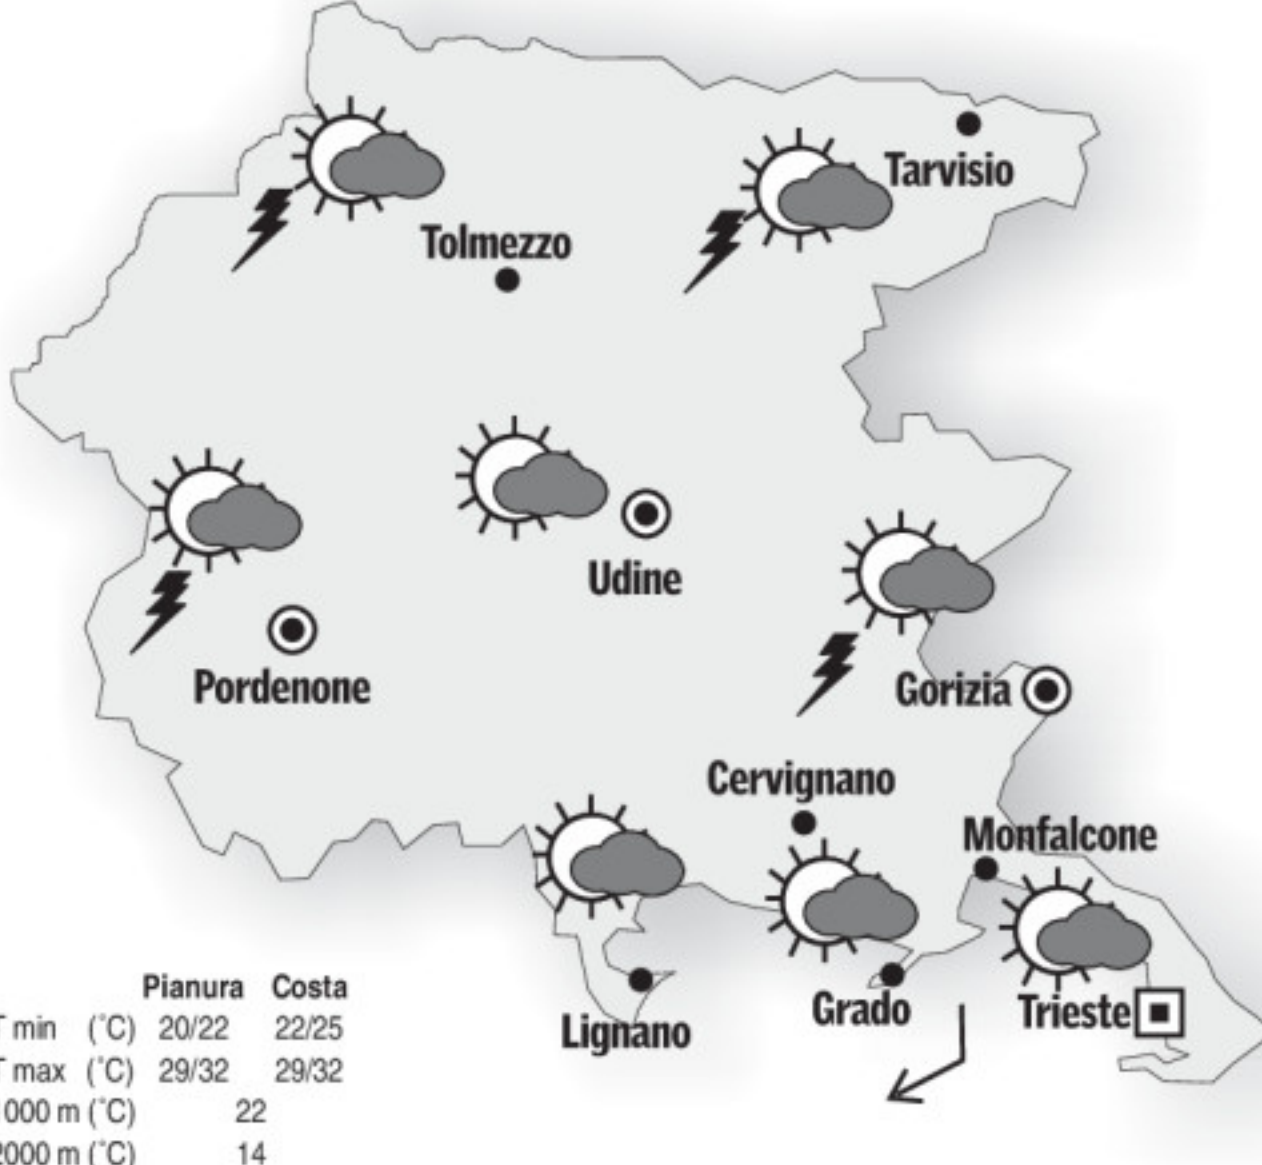 Tarvisio
Tolmezzo
Udine
Pordenone
Gorizia
Cervignano
Monfalcone
Grado
Trieste
Lignano
Pianura Costa
T min (°C) 20/22 22/25
T max (°C) 29/32 29/32
000 m (°C) 22
2000 m (°C) 14